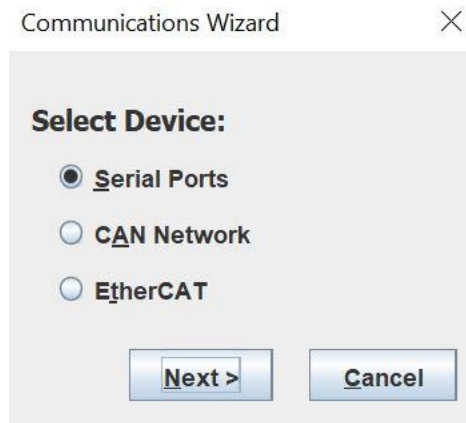 Communications Wizard
Select Device:
Serial Ports
CAN Network
EtherCAT
Next > Cancel